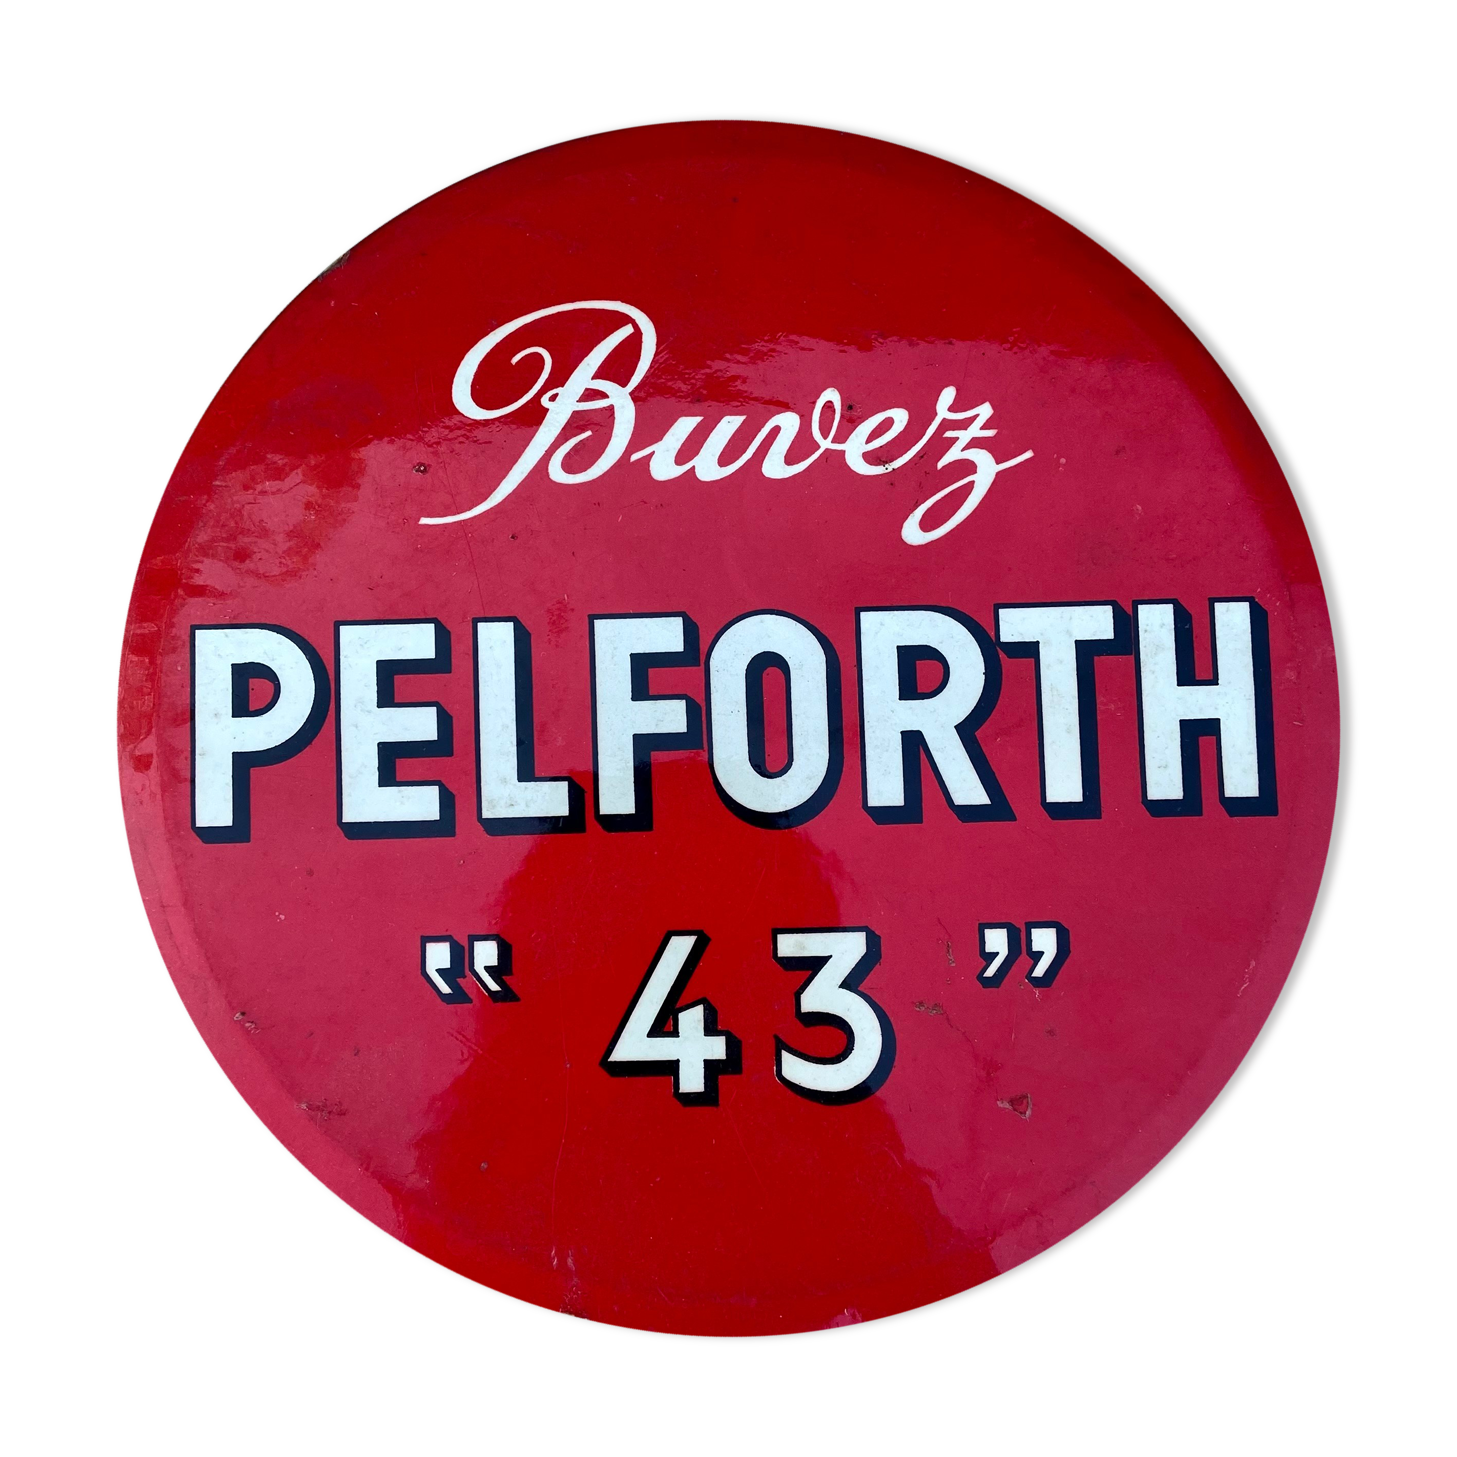 Buvez
PELFORTH
“ 43 ”